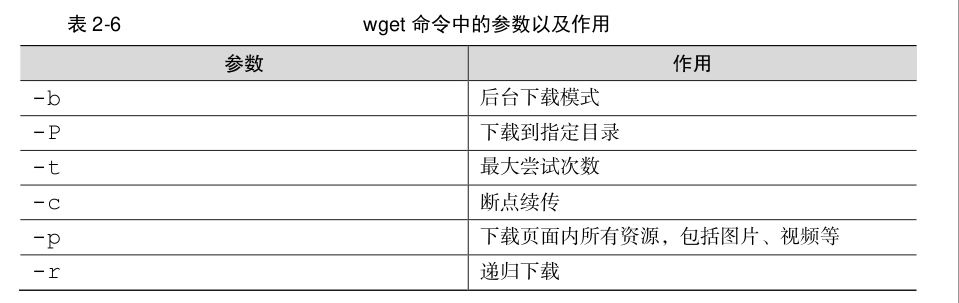 表 2-6 wget 命令中的参数以及作用
参数 作用
-b 后台下载模式
-P 下载到指定目录
-t 最大尝试次数
-c 断点续传
-p 下载页面内所有资源，包括图片、视频等
-r 递归下载